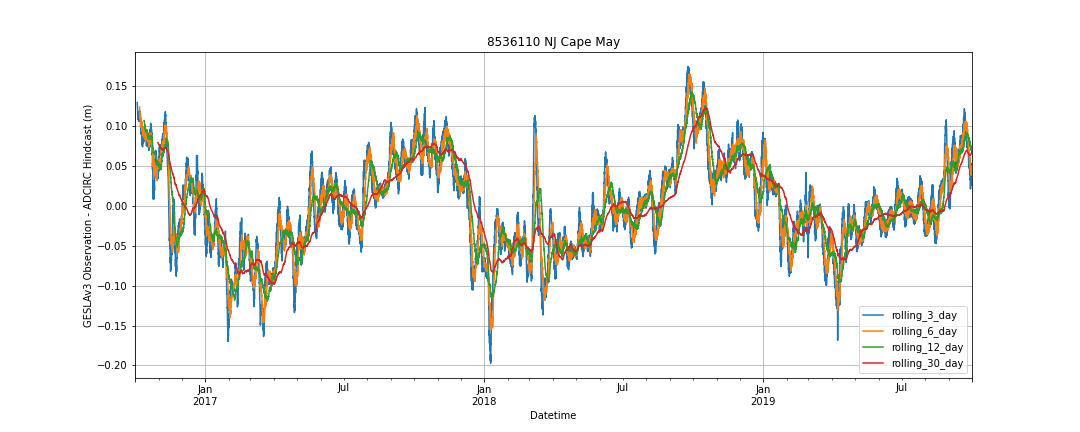 8536110 NJ Cape May
GESLAv3 Observation - ADCIRC Hindcast (m)
0.15
0.10
0.05
0.00
−0.05
−0.10
−0.15
−0.20
Jan
2017
Jul
Jan
2018
Jul
Jan
2019
Jul
Datetime
rolling_3_day
rolling_6_day
rolling_12_day
rolling_30_day